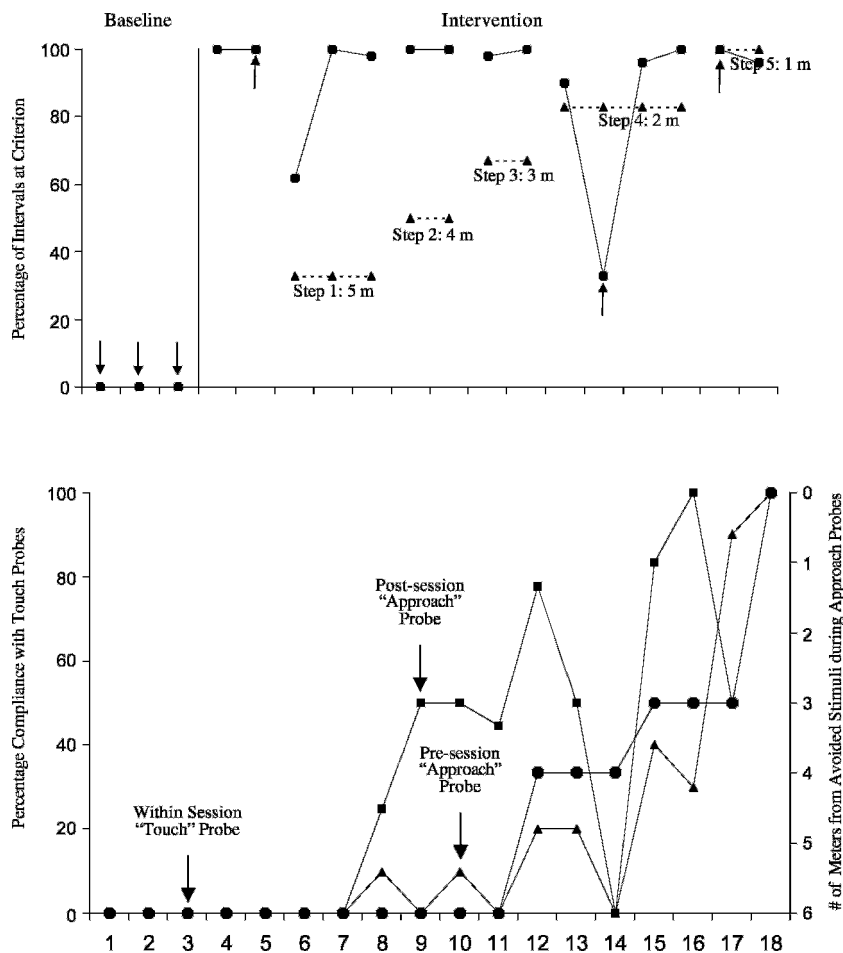 Baseline
Intervention
Percentage of Intervals at Criterion
100
80
60
40
20
0
Step 1: 5 m
Step 2: 4 m
Step 3: 3 m
Step 4: 2 m
Step 5: 1 m
Percentage Compliance with Touch Probes
100
80
60
40
20
0
Within Session
“Touch” Probe
Post-session
“Approach”
Probe
Pre-session
“Approach”
Probe
0
1
2
3
4
5
6
# of Meters from Avoided Stimuli during Approach Probes
1 2 3 4 5 6 7 8 9 10 11 12 13 14 15 16 17 18